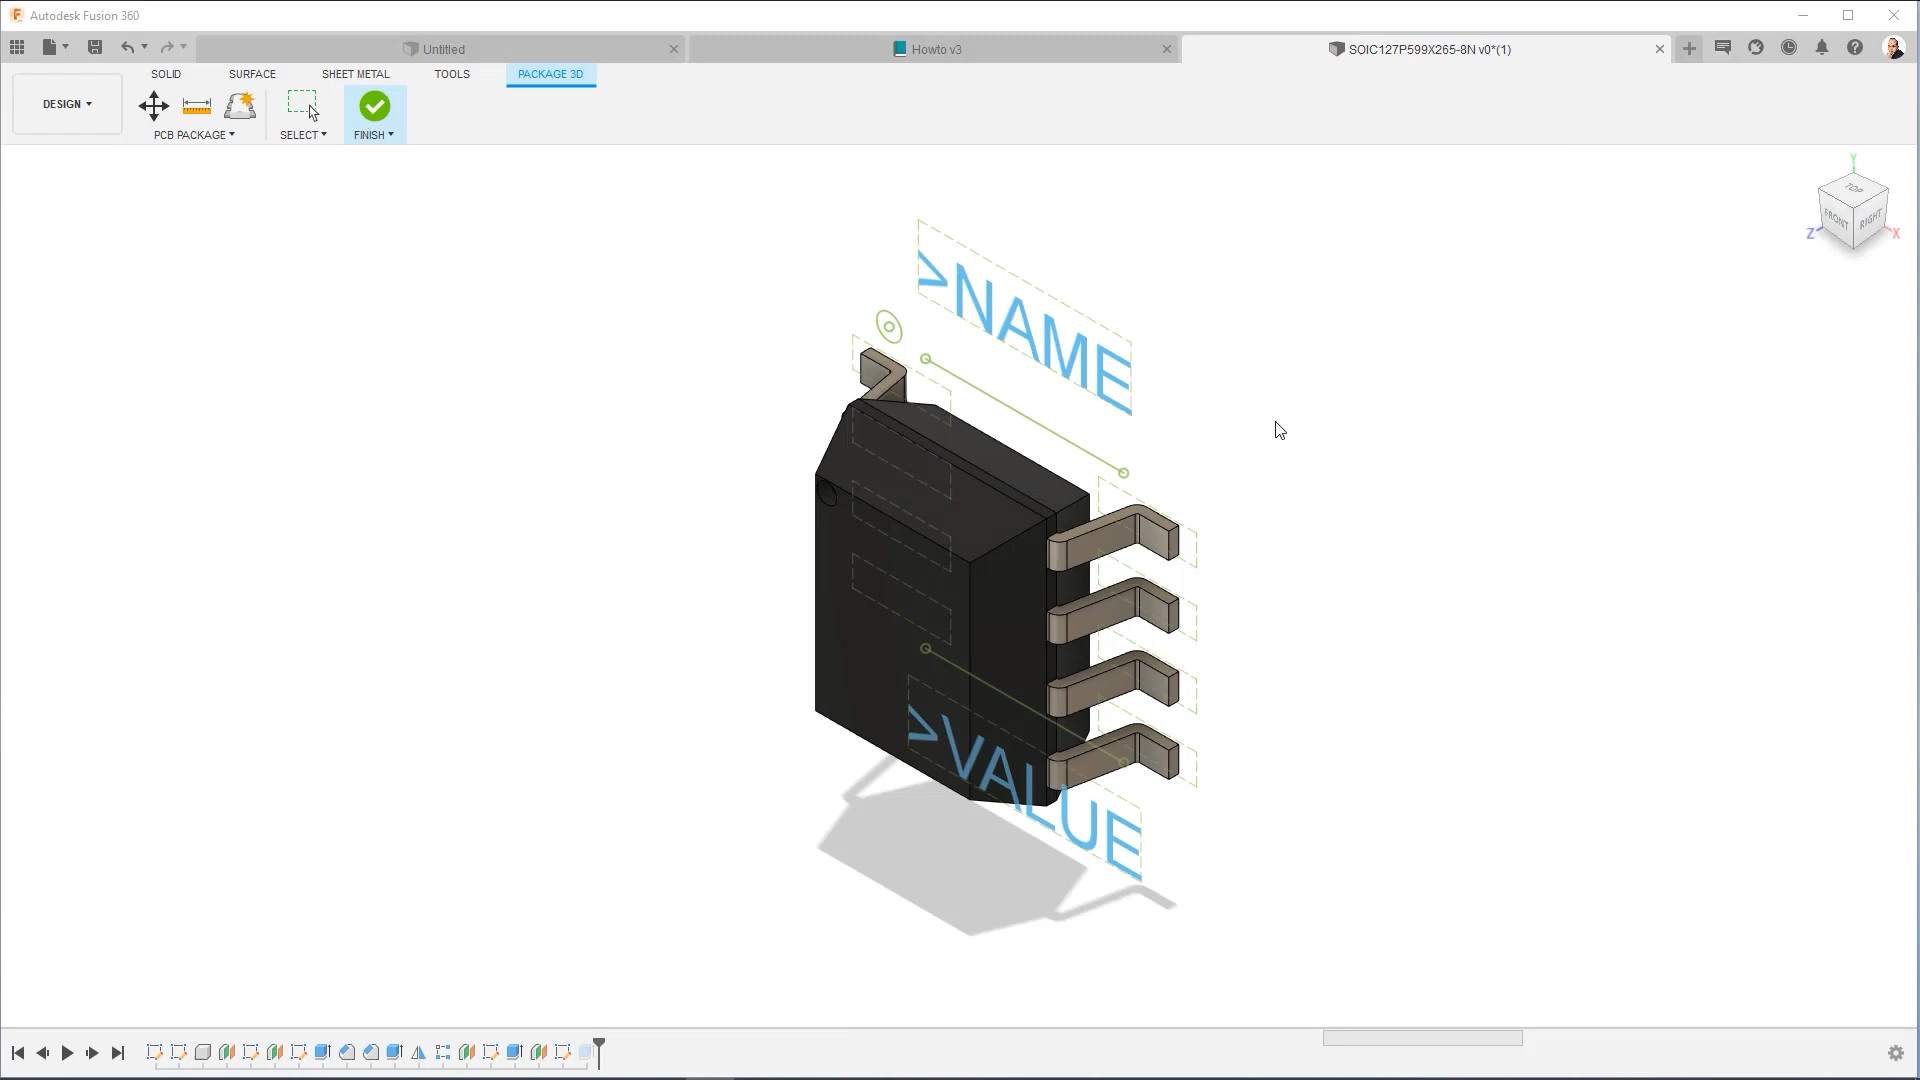 Autodesk Fusion 360
Untitled
Howto v3
SOIC127P599X265-8N v0*(1)
SOLID
SURFACE
SHEET METAL
TOOLS
PACKAGE 3D
DESIGN
PCB PACKAGE
SELECT
FINISH
Y
TOP
FRONT
RIGHT
Z
X
>NAME
>VALUE